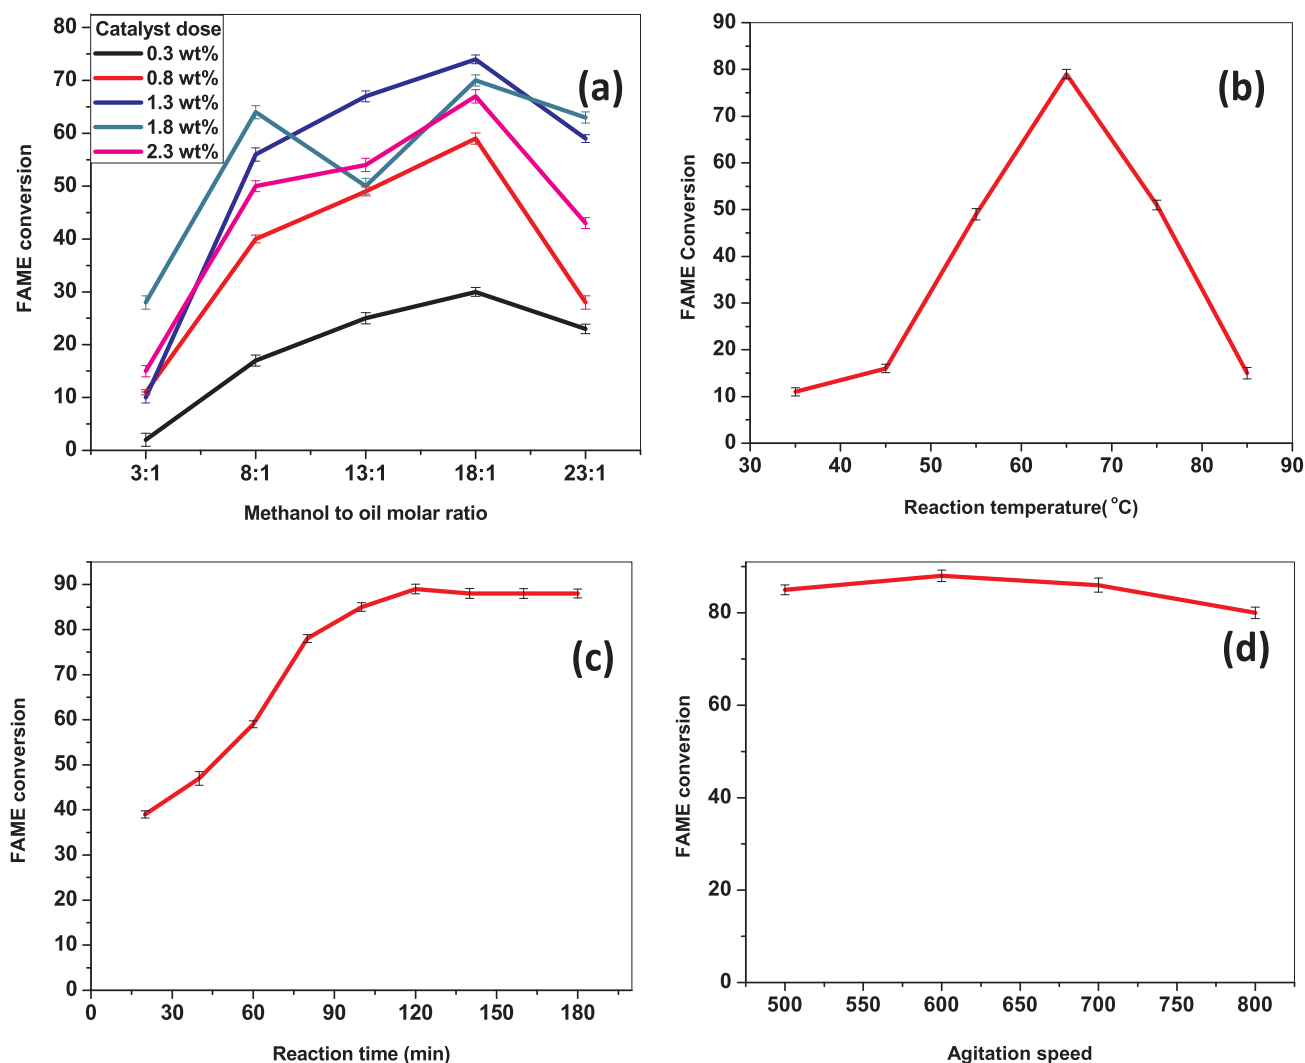 FAME conversion
80
70
60
50
40
30
20
10
0
Catalyst dose
0.3 wt%
0.8 wt%
1.3 wt%
1.8 wt%
2.3 wt%
(a)
3:1 8:1 13:1 18:1 23:1
Methanol to oil molar ratio
FAME Conversion
90
80
70
60
50
40
30
20
10
0
(b)
30 40 50 60 70 80 90
Reaction temperature( °C)
FAME conversion
90
80
70
60
50
40
30
20
10
0
(c)
0 30 60 90 120 150 180
Reaction time (min)
FAME conversion
80
60
40
20
0
(d)
500 550 600 650 700 750 800
Agitation speed